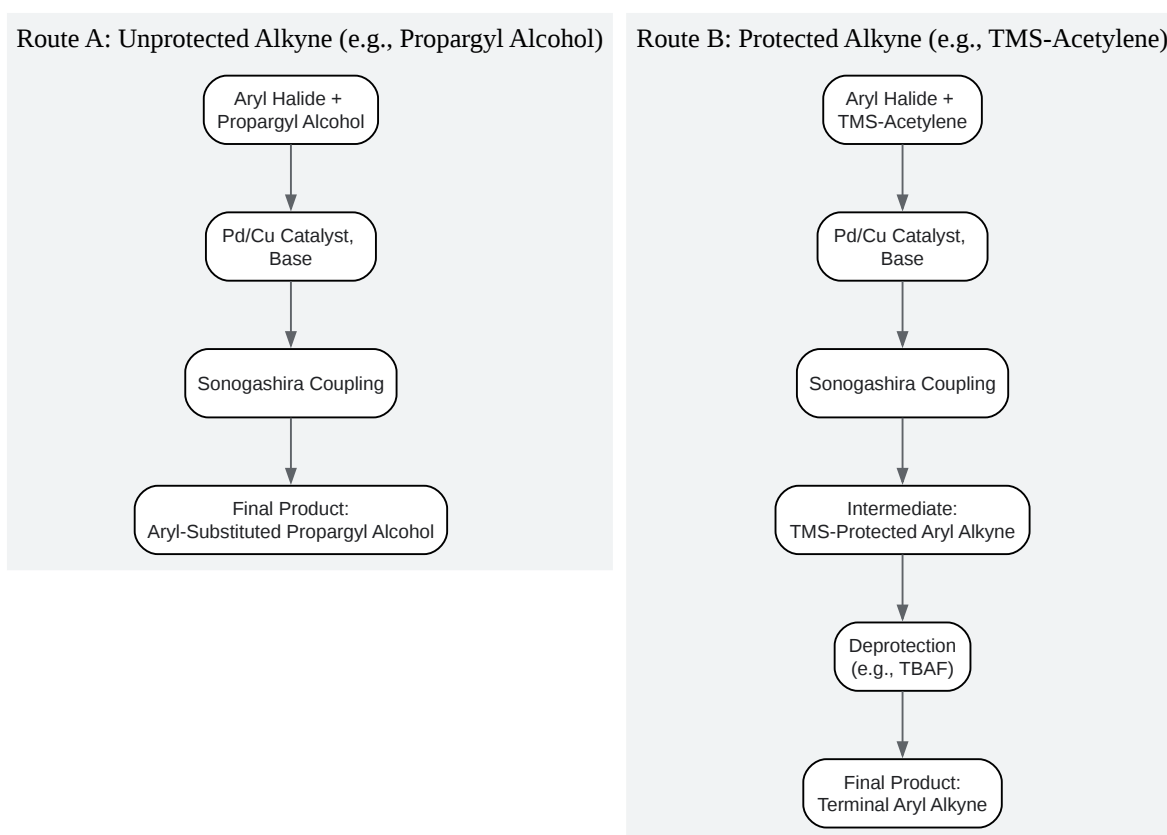 Route A: Unprotected Alkyne (e.g., Propargyl Alcohol)
Aryl Halide +
Propargyl Alcohol
Pd/Cu Catalyst,
Base
Sonogashira Coupling
Final Product:
Aryl-Substituted Propargyl Alcohol
Route B: Protected Alkyne (e.g., TMS-Acetylene)
Aryl Halide +
TMS-Acetylene
Pd/Cu Catalyst,
Base
Sonogashira Coupling
Intermediate:
TMS-Protected Aryl Alkyne
Deprotection
(e.g., TBAF)
Final Product:
Terminal Aryl Alkyne